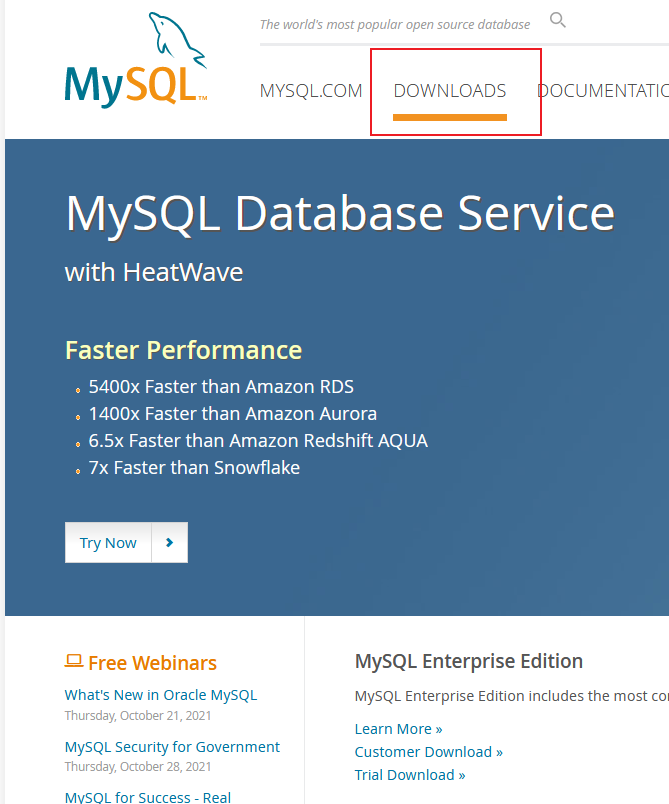 The world's most popular open source database
MySQL™
MYSQL.COM DOWNLOADS DOCUMENTATIO
MySQL Database Service
with HeatWave
Faster Performance
5400x Faster than Amazon RDS
1400x Faster than Amazon Aurora
6.5x Faster than Amazon Redshift AQUA
7x Faster than Snowflake
Try Now
Free Webinars
What's New in Oracle MySQL
Thursday, October 21, 2021
MySQL Security for Government
Thursday, October 28, 2021
MySQL for Success - Real
MySQL Enterprise Edition
MySQL Enterprise Edition includes the most co
Learn More »
Customer Download »
Trial Download »